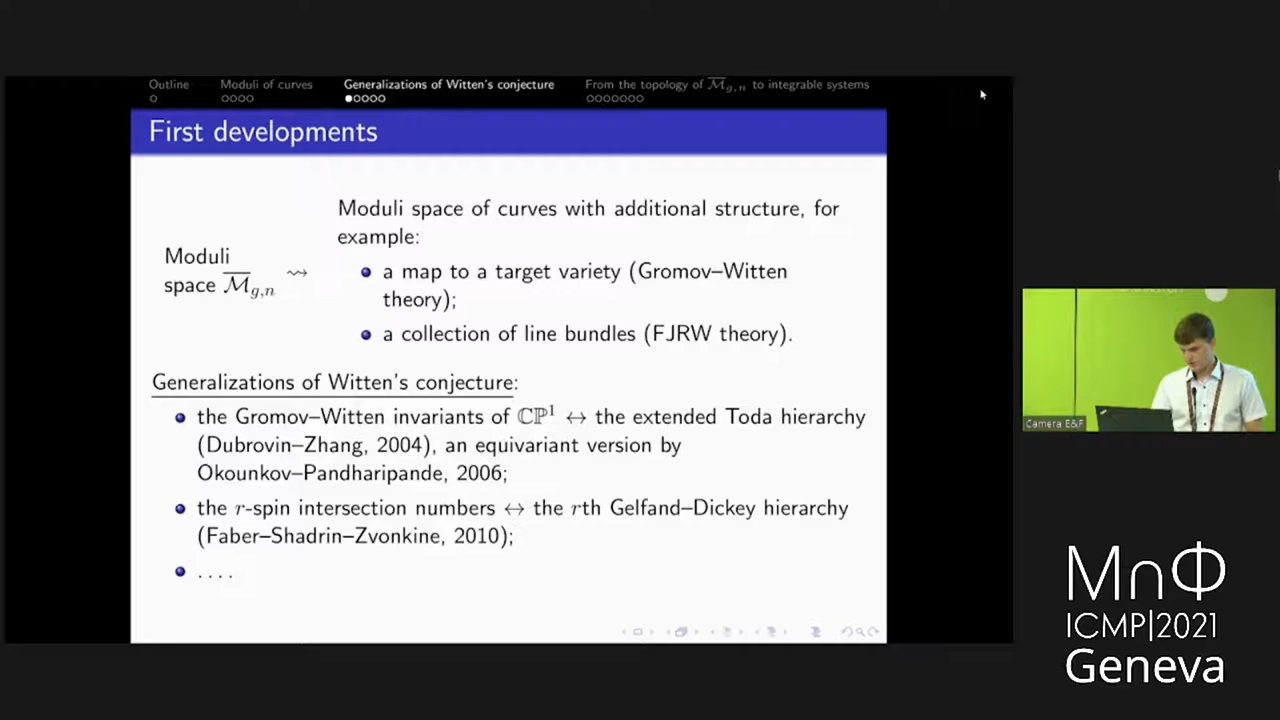 Outline
Moduli of curves
Generalizations of Witten's conjecture
From the topology of M̅_{g,n} to integrable systems
First developments
Moduli space of curves with additional structure, for
example:
Moduli
space M̅_{g,n} ⇝
a map to a target variety (Gromov–Witten
theory);
a collection of line bundles (FJRW theory).
Generalizations of Witten's conjecture:
the Gromov–Witten invariants of ℂℙ¹ ↔ the extended Toda hierarchy
(Dubrovin–Zhang, 2004), an equivariant version by
Okounkov–Pandharipande, 2006;
the r-spin intersection numbers ↔ the rth Gelfand–Dickey hierarchy
(Faber–Shadrin–Zvonkine, 2010);
. . . .
Camera E&F
M∩Φ
ICMP|2021
Geneva